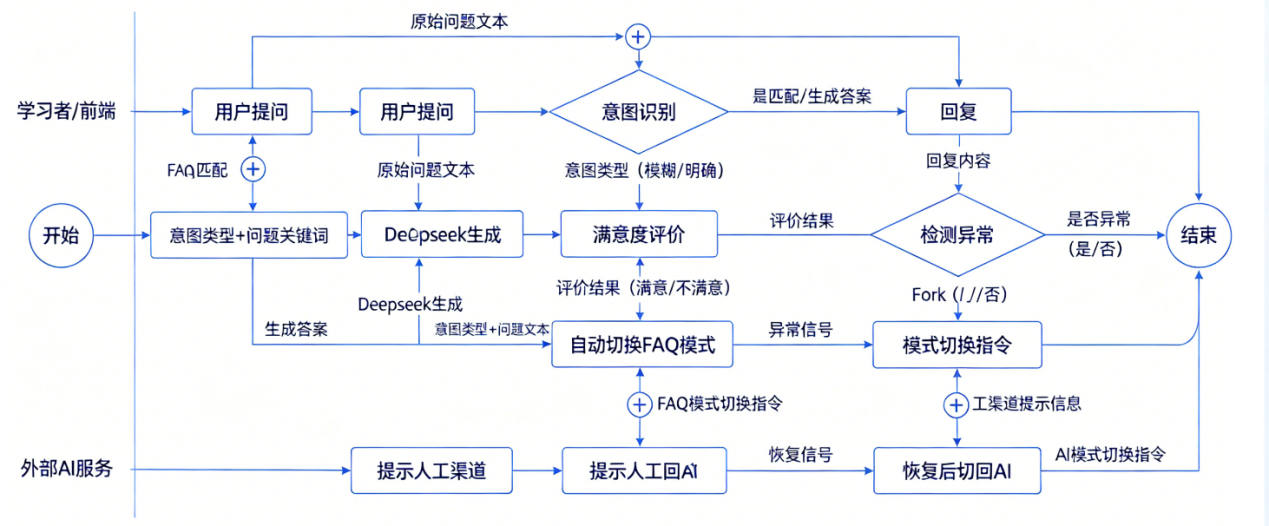 原始问题文本
学习者/前端
用户提问
用户提问
意图识别
是匹配/生成答案
回复
FAQ匹配
原始问题文本
意图类型（模糊/明确）
回复内容
开始
意图类型+问题关键词
Deepseek生成
满意度评价
评价结果
检测异常
是否异常
（是/否）
结束
Deepseek生成
评价结果（满意/不满意）
Fork（/ //否）
生成答案
意图类型+问题文本
自动切换FAQ模式
异常信号
模式切换指令
FAQ模式切换指令
工渠道提示信息
外部AI服务
提示人工渠道
提示人工回AI
恢复信号
恢复后切回AI
AI模式切换指令